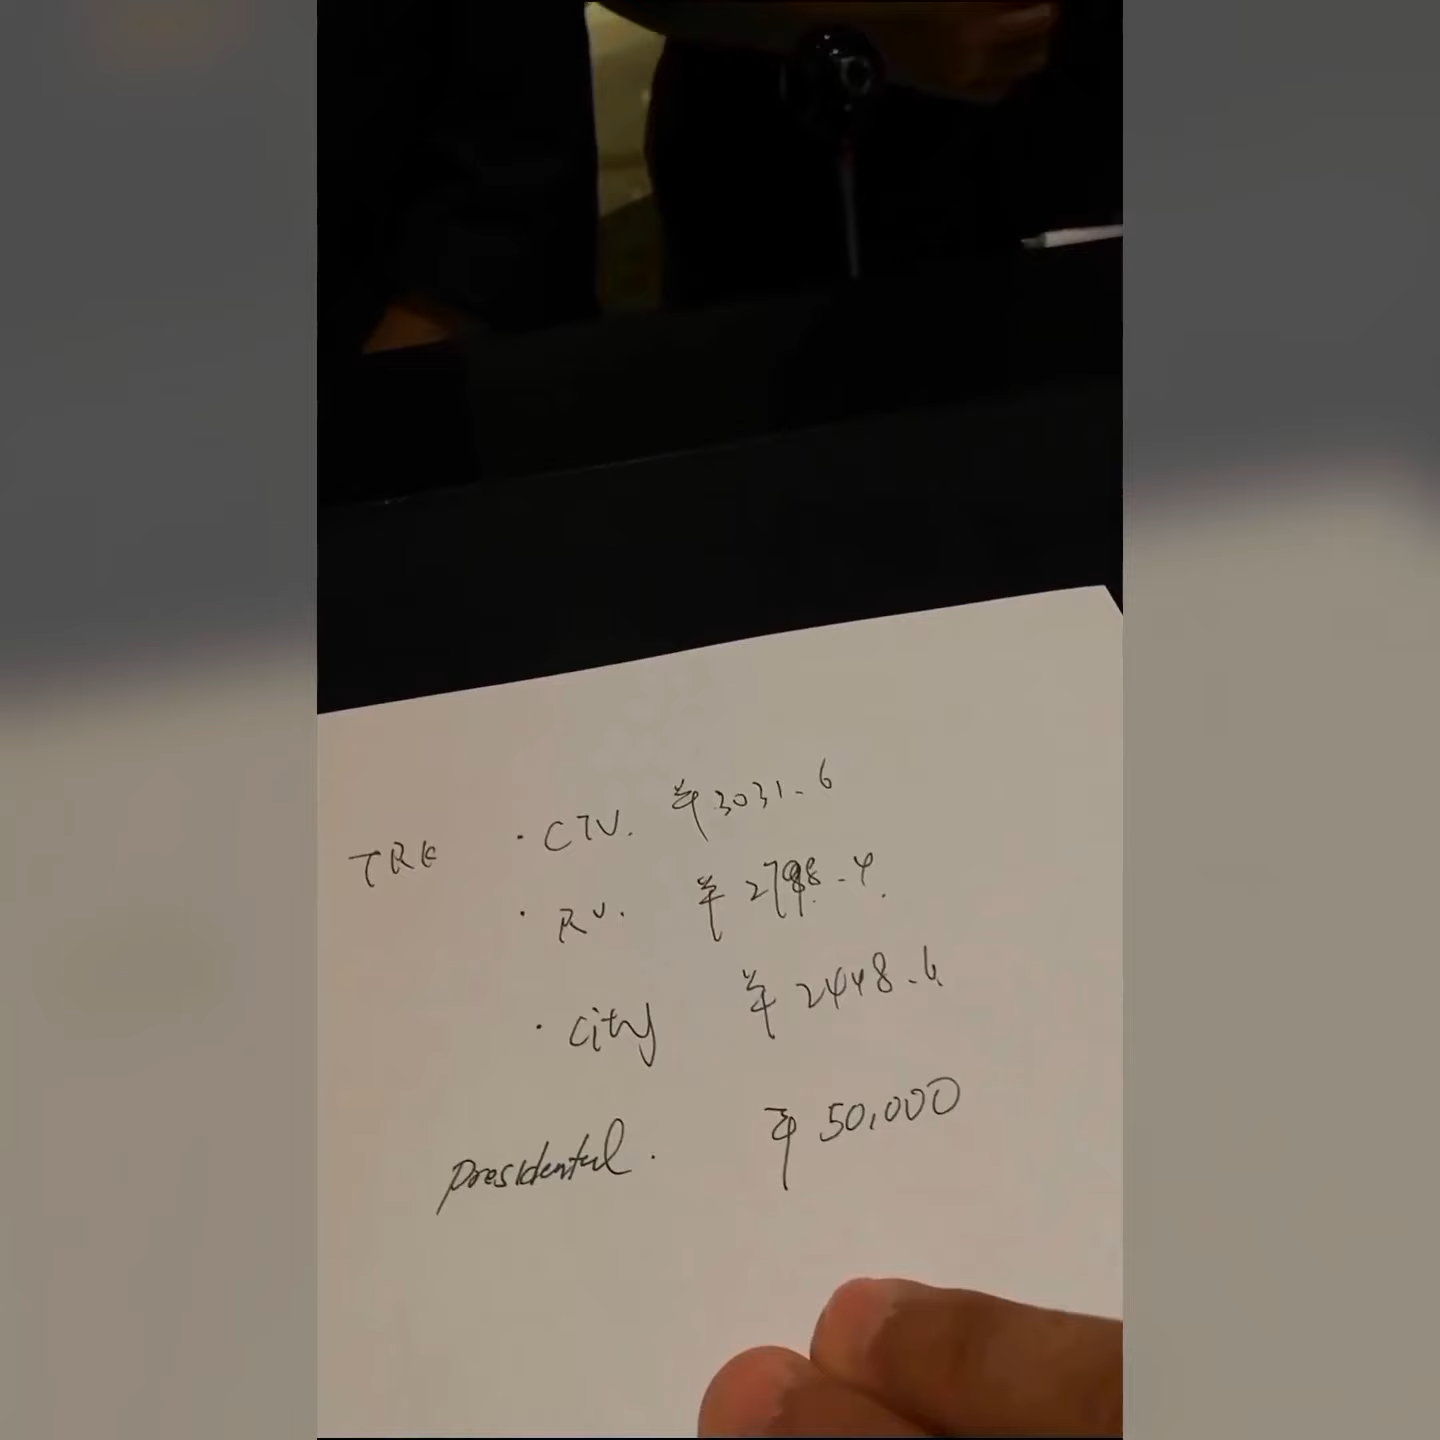 TRK · CTV. ¥3031.6
· RV. ¥ 2798.4
· city ¥ 2448.6
presidential. ¥ 50,000